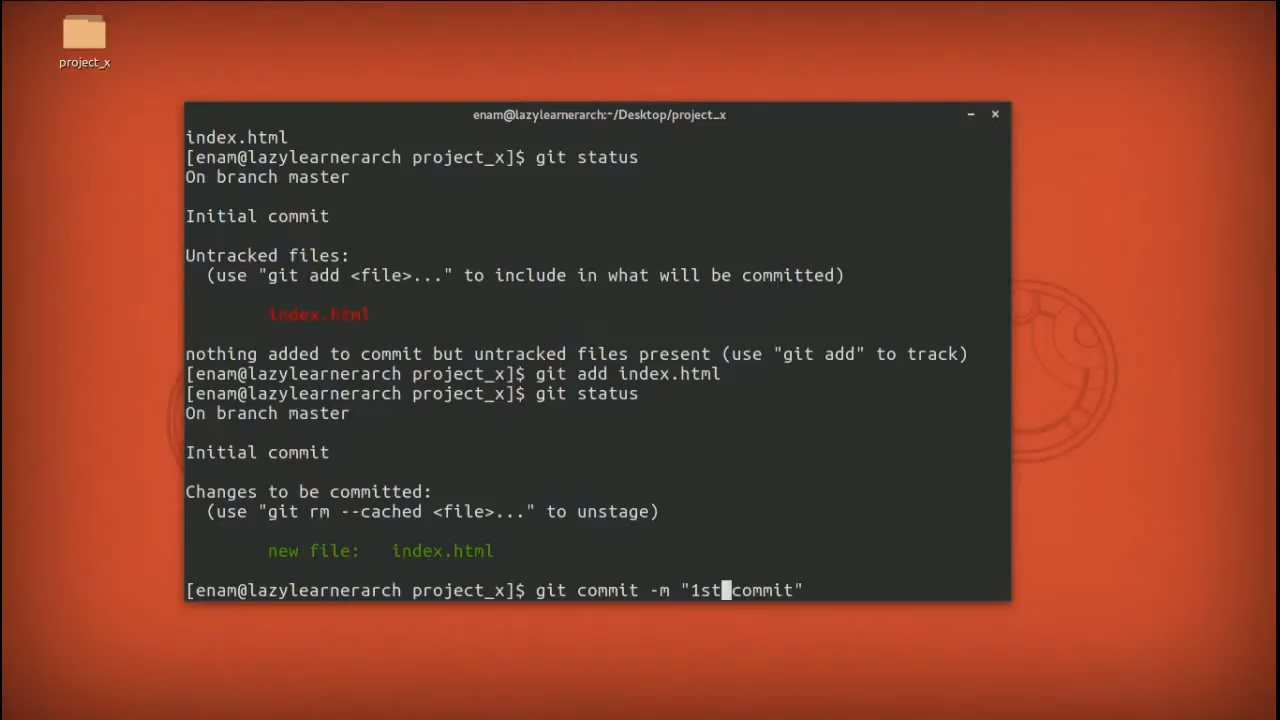 project_x
enam@lazylearnerarch:~/Desktop/project_x
index.html
[enam@lazylearnerarch project_x]$ git status
On branch master
Initial commit
Untracked files:
(use "git add <file>..." to include in what will be committed)
index.html
nothing added to commit but untracked files present (use "git add" to track)
[enam@lazylearnerarch project_x]$ git add index.html
[enam@lazylearnerarch project_x]$ git status
On branch master
Initial commit
Changes to be committed:
(use "git rm --cached <file>..." to unstage)
new file:   index.html
[enam@lazylearnerarch project_x]$ git commit -m "1st commit"